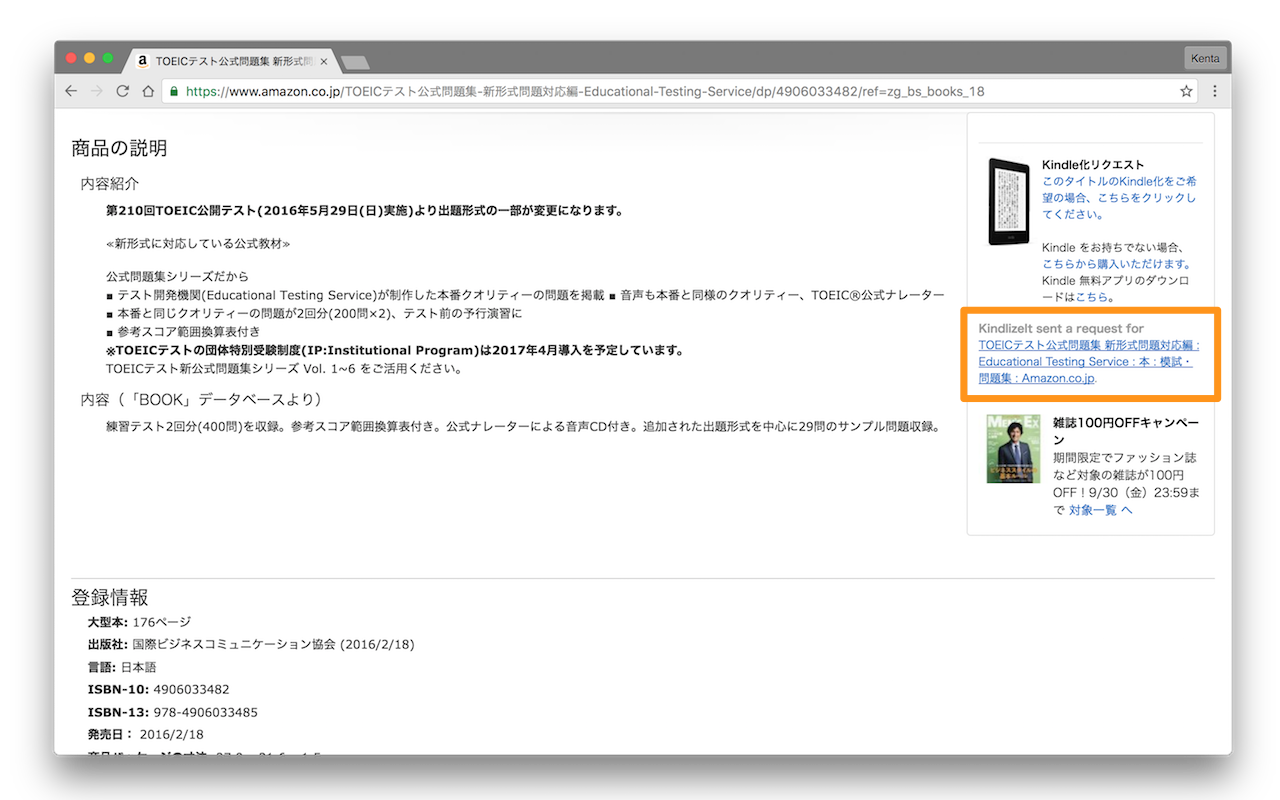 TOEICテスト公式問題集 新形式問
Kenta
https://www.amazon.co.jp/TOEICテスト公式問題集-新形式問題対応編-Educational-Testing-Service/dp/4906033482/ref=zg_bs_books_18
商品の説明
内容紹介
第210回TOEIC公開テスト(2016年5月29日(日)実施)より出題形式の一部が変更になります。
≪新形式に対応している公式教材≫
公式問題集シリーズだから
■ テスト開発機関(Educational Testing Service)が制作した本番クオリティーの問題を掲載 ■ 音声も本番と同様のクオリティー、TOEIC®公式ナレーター
■ 本番と同じクオリティーの問題が2回分(200問×2)、テスト前の予行演習に
■ 参考スコア範囲換算表付き
※TOEICテストの団体特別受験制度(IP:Institutional Program)は2017年4月導入を予定しています。
TOEICテスト新公式問題集シリーズ Vol. 1~6 をご活用ください。
内容（「BOOK」データベースより）
練習テスト2回分(400問)を収録。参考スコア範囲換算表付き。公式ナレーターによる音声CD付き。追加された出題形式を中心に29問のサンプル問題収録。
Kindle化リクエスト
このタイトルのKindle化をご希
望の場合、こちらをクリックし
てください。
Kindle をお持ちでない場合、
こちらから購入いただけます。
Kindle 無料アプリのダウンロ
ードはこちら。
KindlizeIt sent a request for
TOEICテスト公式問題集 新形式問題対応編 :
Educational Testing Service : 本 : 模試・
問題集 : Amazon.co.jp.
雑誌100円OFFキャンペー
ン
期間限定でファッション誌
など対象の雑誌が100円
OFF！9/30（金）23:59ま
で 対象一覧 へ
登録情報
大型本: 176ページ
出版社: 国際ビジネスコミュニケーション協会 (2016/2/18)
言語: 日本語
ISBN-10: 4906033482
ISBN-13: 978-4906033485
発売日： 2016/2/18